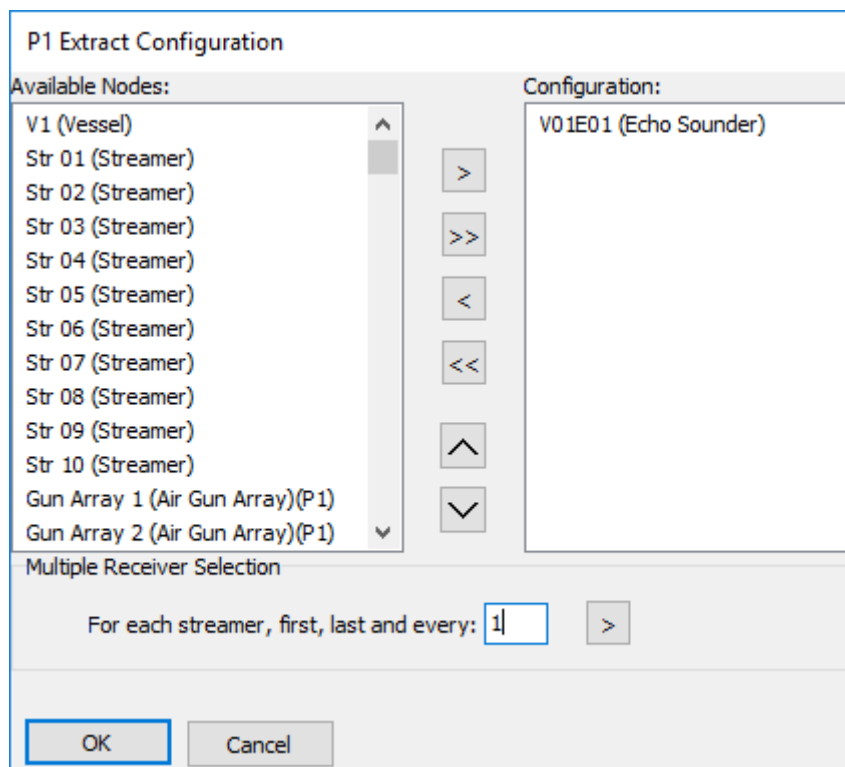 P1 Extract Configuration
Available Nodes:
Configuration:
V1 (Vessel)
Str 01 (Streamer)
Str 02 (Streamer)
Str 03 (Streamer)
Str 04 (Streamer)
Str 05 (Streamer)
Str 06 (Streamer)
Str 07 (Streamer)
Str 08 (Streamer)
Str 09 (Streamer)
Str 10 (Streamer)
Gun Array 1 (Air Gun Array)(P1)
Gun Array 2 (Air Gun Array)(P1)
>
>>
<
<<
V01E01 (Echo Sounder)
Multiple Receiver Selection
For each streamer, first, last and every: 1 >
OK Cancel